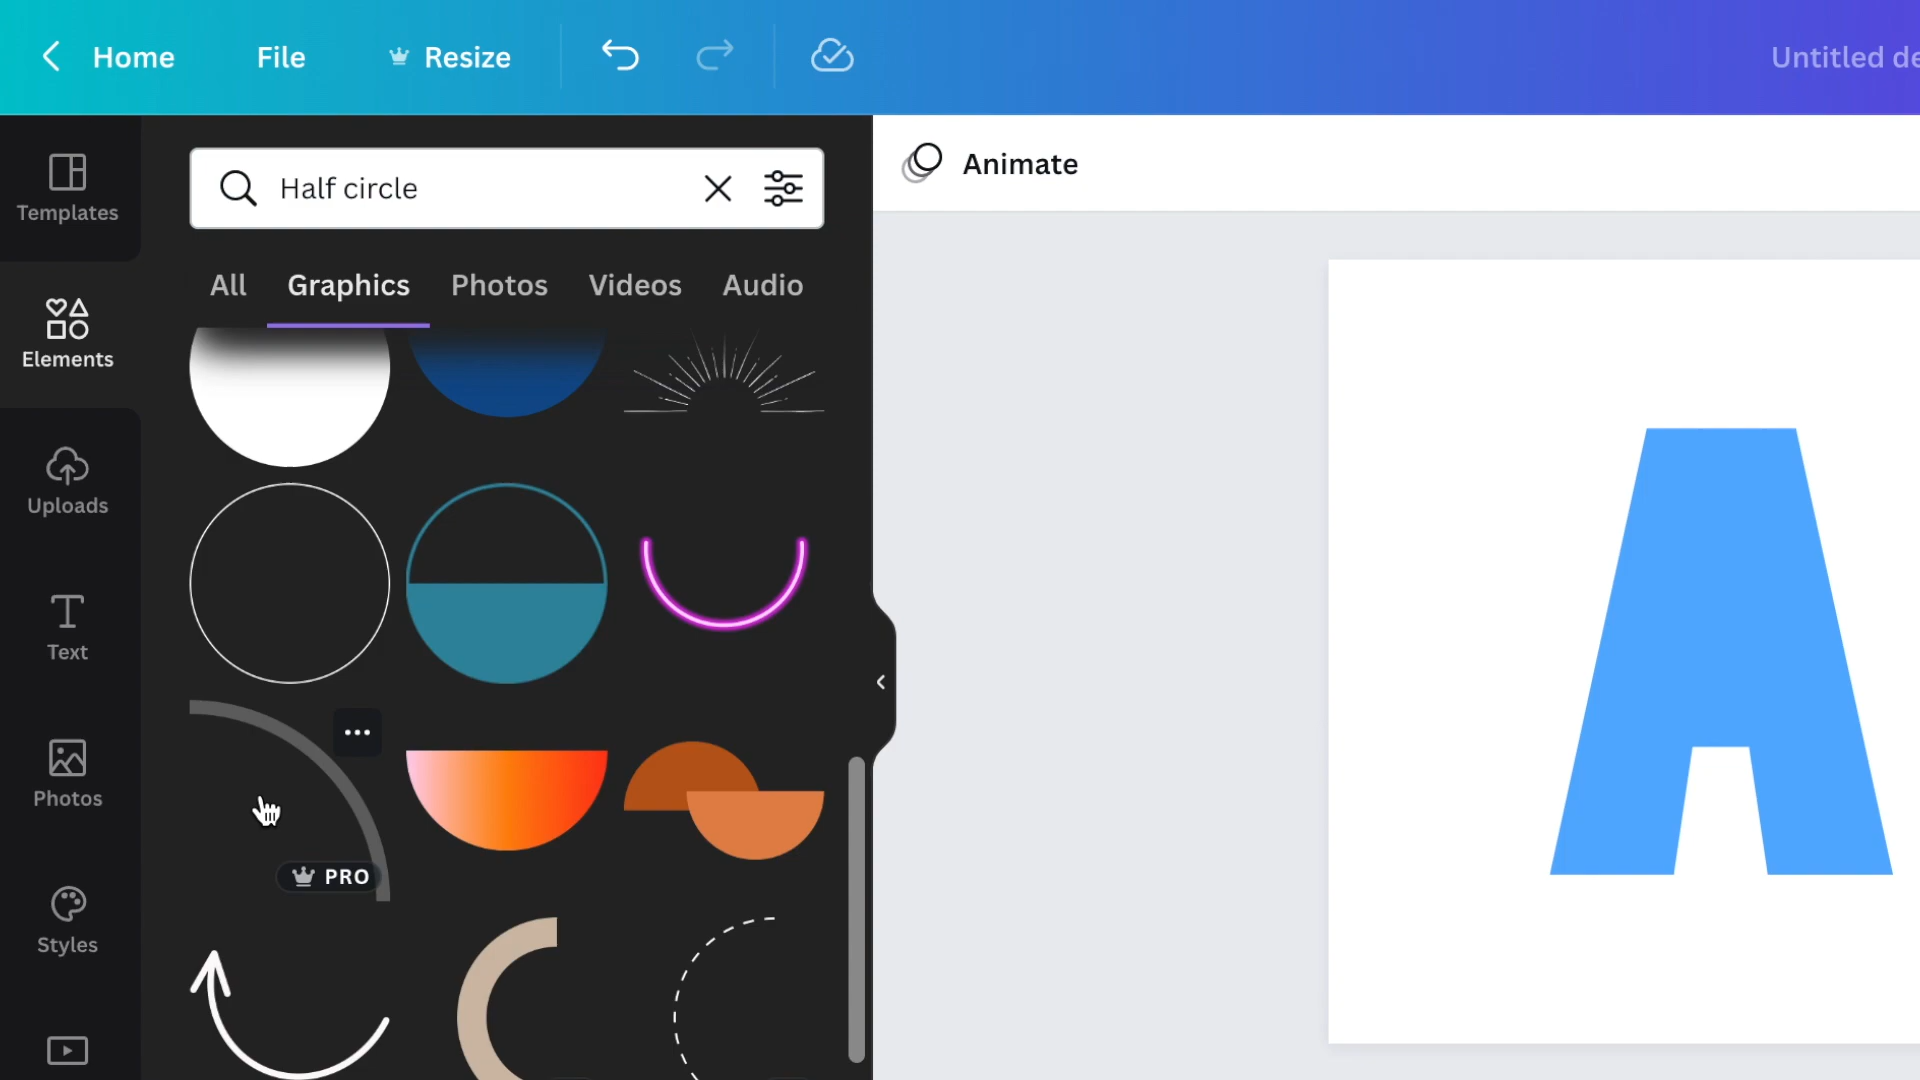 Home
File
Resize
Untitled de
Templates
Elements
Uploads
Text
Photos
Styles
Half circle
All
Graphics
Photos
Videos
Audio
PRO
Animate
A